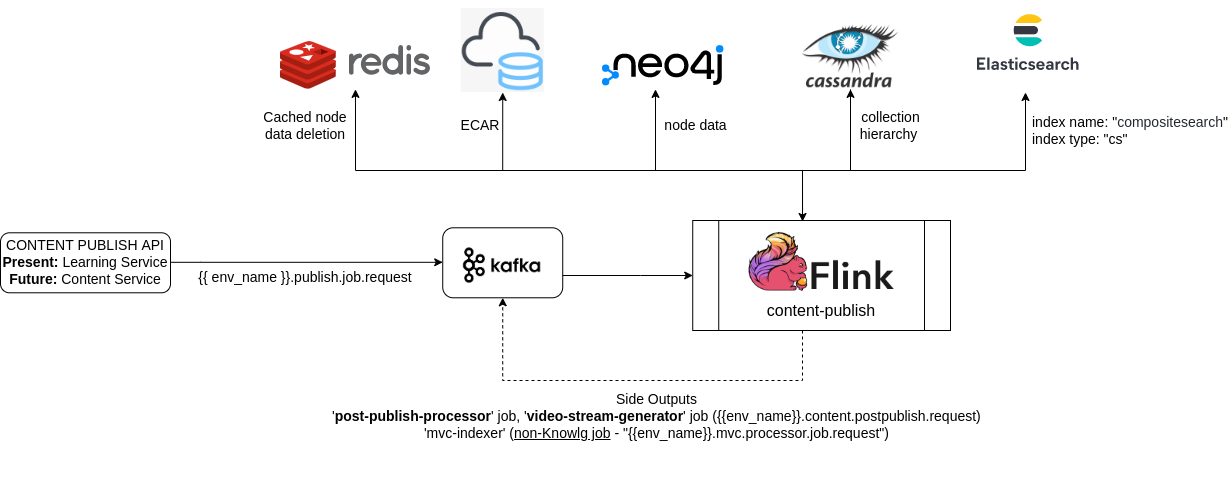 redis
neo4j
cassandra
Elasticsearch
Cached node
data deletion
ECAR
node data
collection
hierarchy
index name: "compositesearch"
index type: "cs"
CONTENT PUBLISH API
Present: Learning Service
Future: Content Service
{{ env_name }}.publish.job.request
kafka
Flink
content-publish
Side Outputs
'post-publish-processor' job, 'video-stream-generator' job ({{env_name}}.content.postpublish.request)
'mvc-indexer' (non-Knowlg job - "{{env_name}}.mvc.processor.job.request")